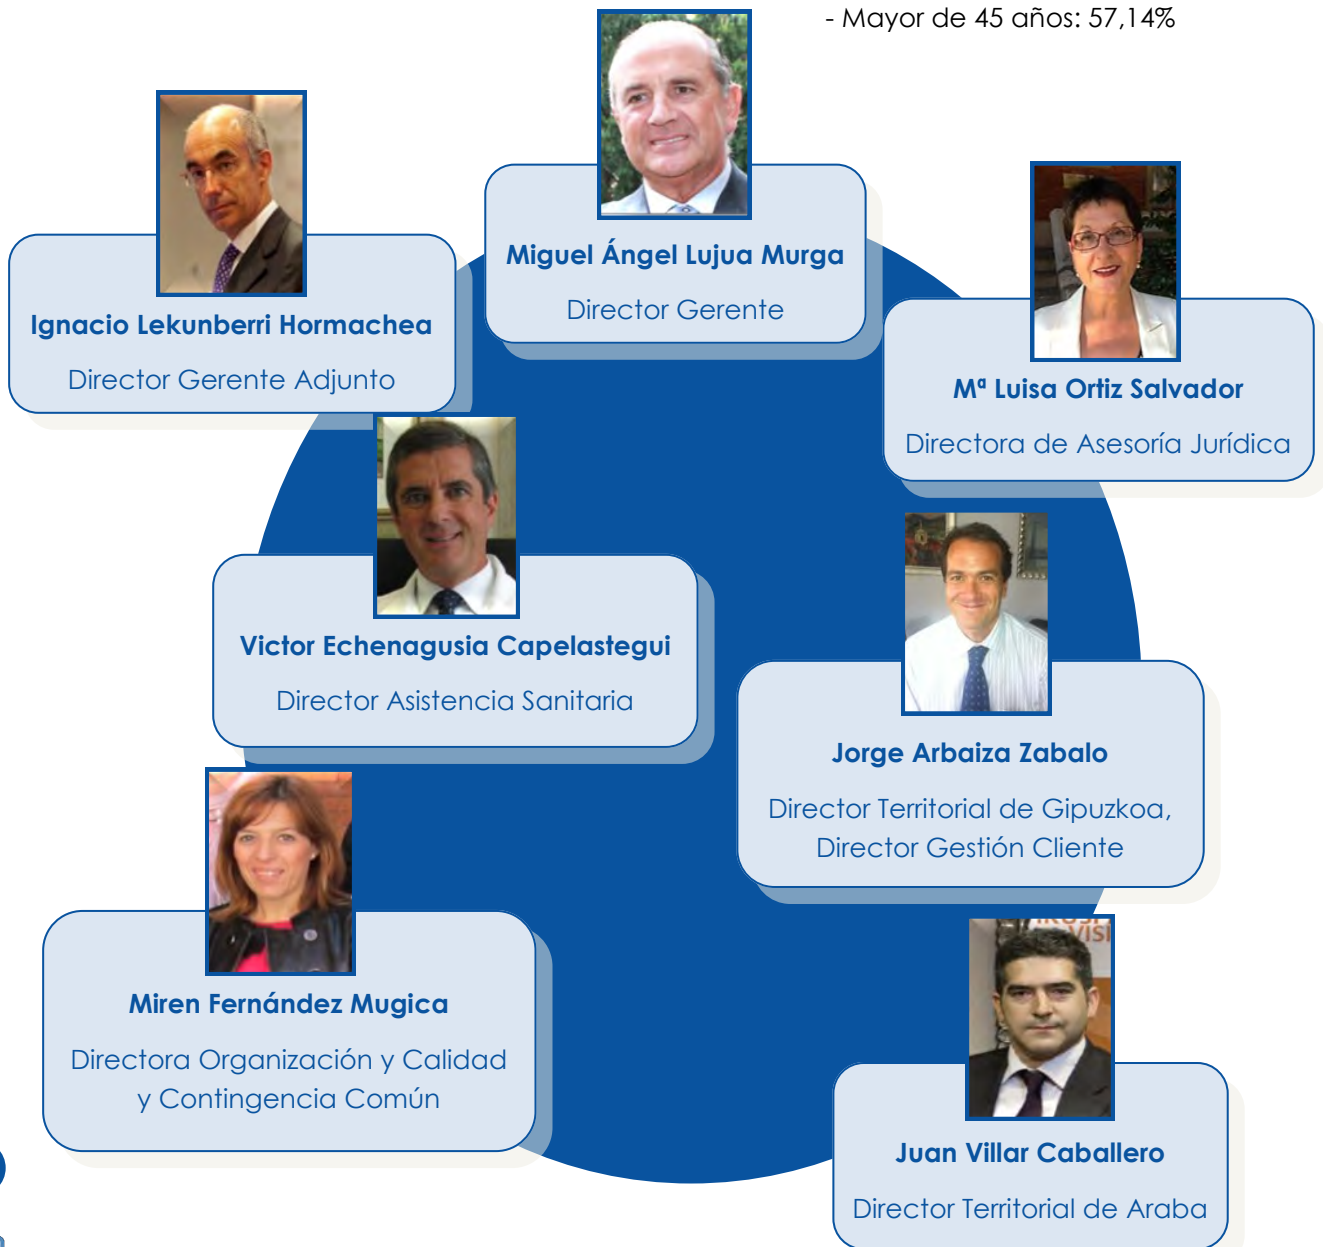 - Mayor de 45 años: 57,14%
Miguel Ángel Lujua Murga
Director Gerente
Ignacio Lekunberri Hormachea
Director Gerente Adjunto
Mª Luisa Ortiz Salvador
Directora de Asesoría Jurídica
Victor Echenagusia Capelastegui
Director Asistencia Sanitaria
Jorge Arbaiza Zabalo
Director Territorial de Gipuzkoa,
Director Gestión Cliente
Miren Fernández Mugica
Directora Organización y Calidad
y Contingencia Común
Juan Villar Caballero
Director Territorial de Araba